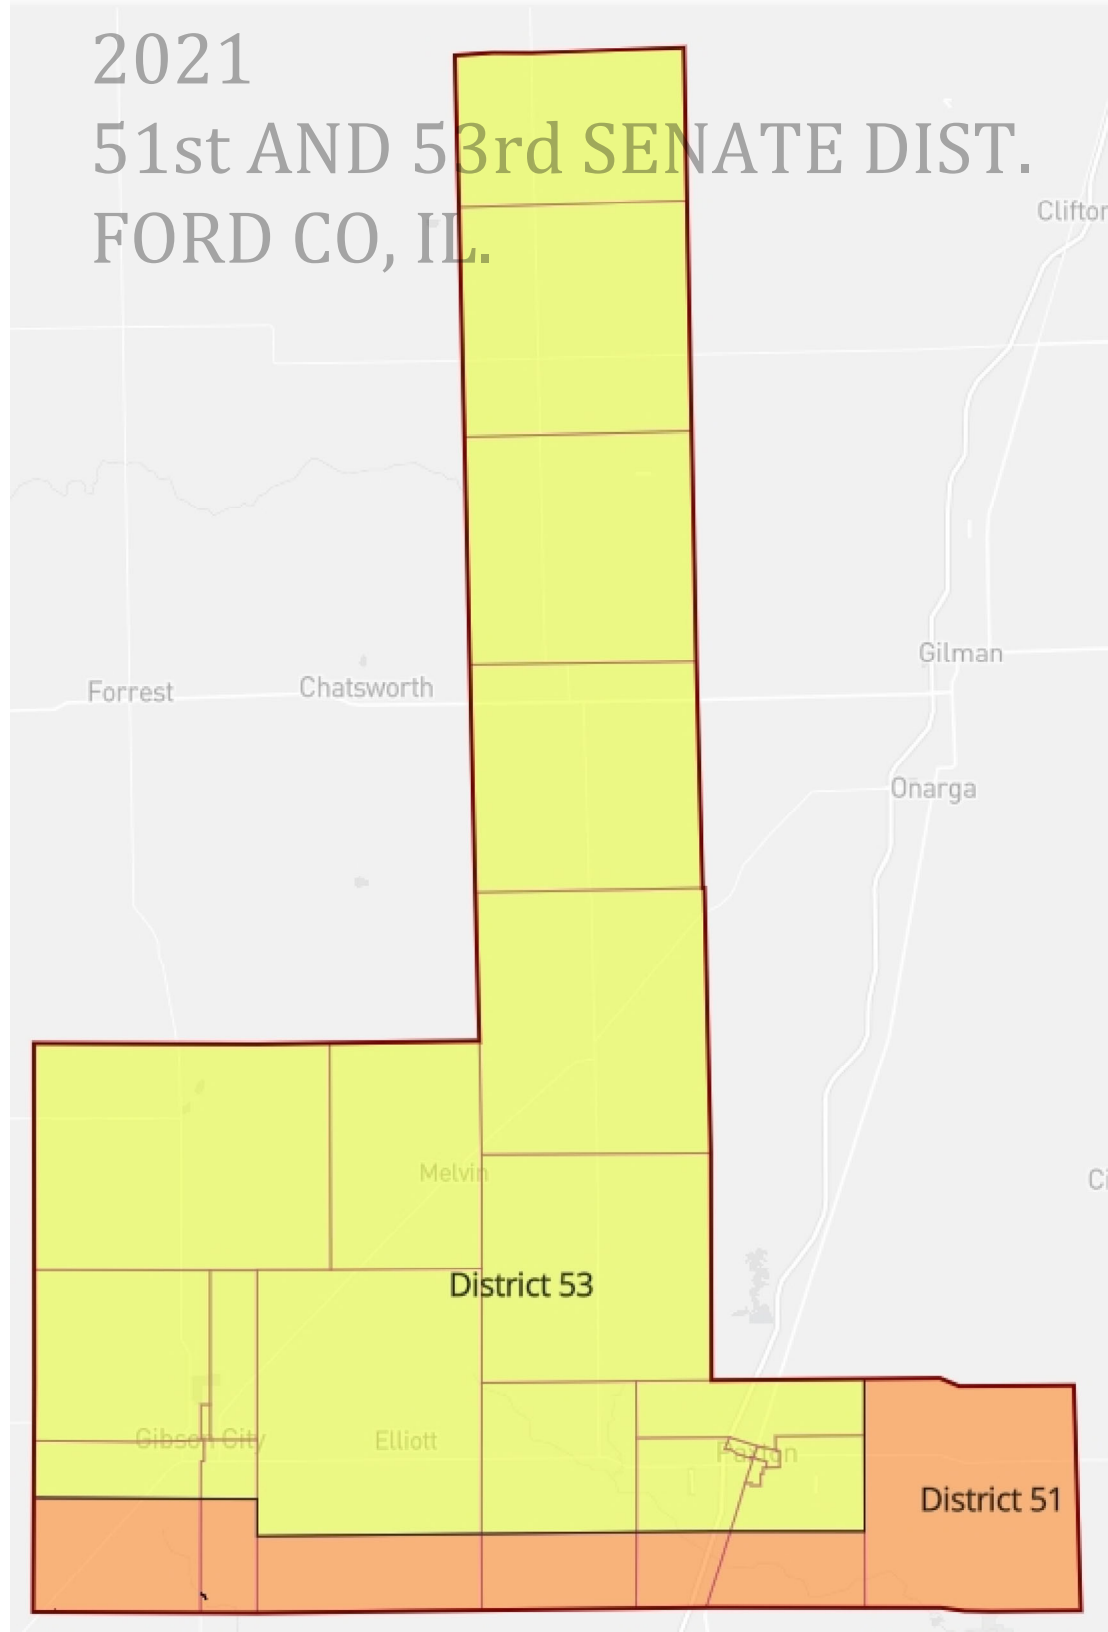 2021
51st AND 53rd SENATE DIST.
FORD CO, IL.
Clifton
Gilman
Forrest
Chatsworth
Onarga
Melvin
District 53
Gibson City
Elliott
Paxton
District 51